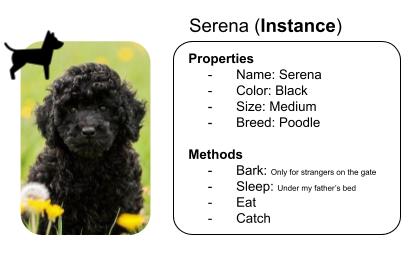 Serena (Instance)
Properties
- Name: Serena
- Color: Black
- Size: Medium
- Breed: Poodle
Methods
- Bark: Only for strangers on the gate
- Sleep: Under my father's bed
- Eat
- Catch